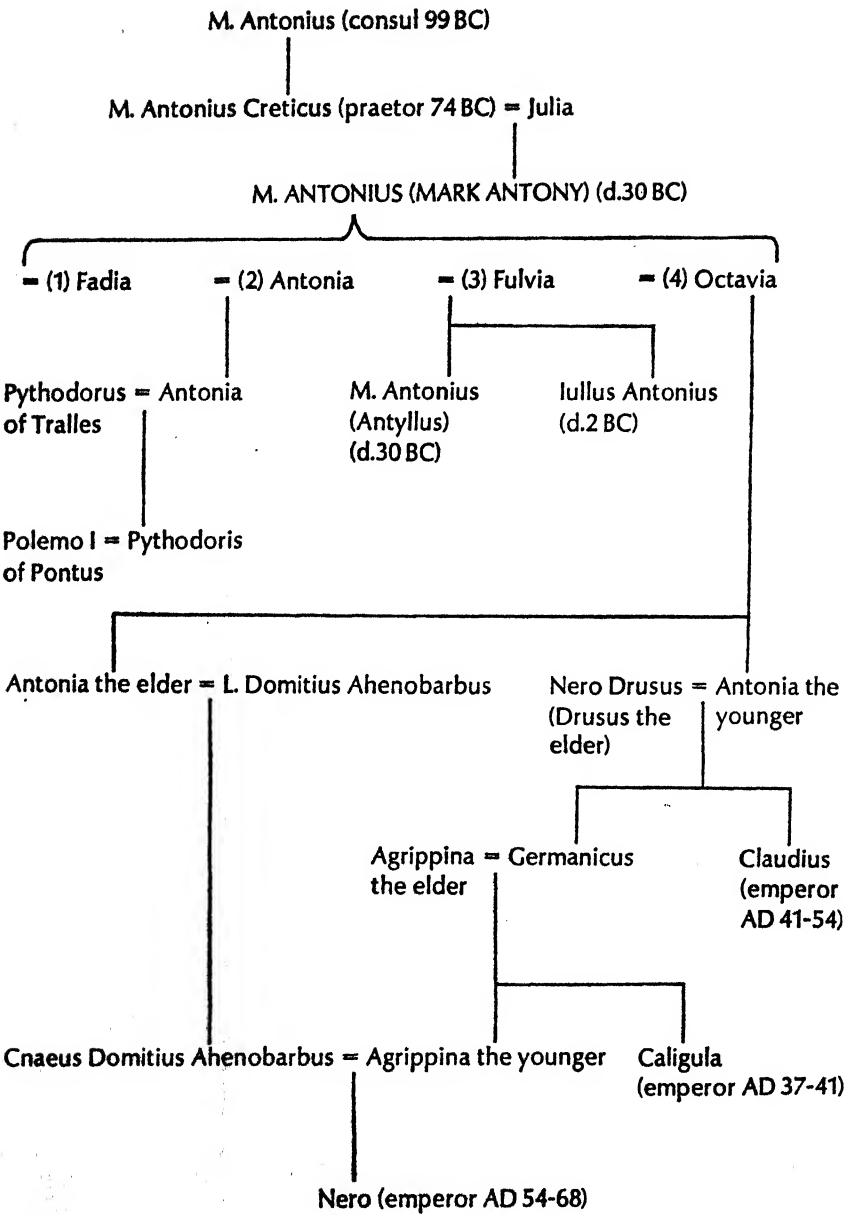 M. Antonius (consul 99 BC)
M. Antonius Creticus (praetor 74 BC) = Julia
M. ANTONIUS (MARK ANTONY) (d.30 BC)
= (1) Fadia
= (2) Antonia
= (3) Fulvia
= (4) Octavia
Pythodorus = Antonia
of Tralles
M. Antonius
(Antyllus)
(d.30 BC)
Iullus Antonius
(d.2 BC)
Polemo I = Pythodoris
of Pontus
Antonia the elder = L. Domitius Ahenobarbus
Nero Drusus = Antonia the
(Drusus the younger
elder)
Agrippina = Germanicus
the elder
Claudius
(emperor
AD 41-54)
Cnaeus Domitius Ahenobarbus = Agrippina the younger
Caligula
(emperor AD 37-41)
Nero (emperor AD 54-68)